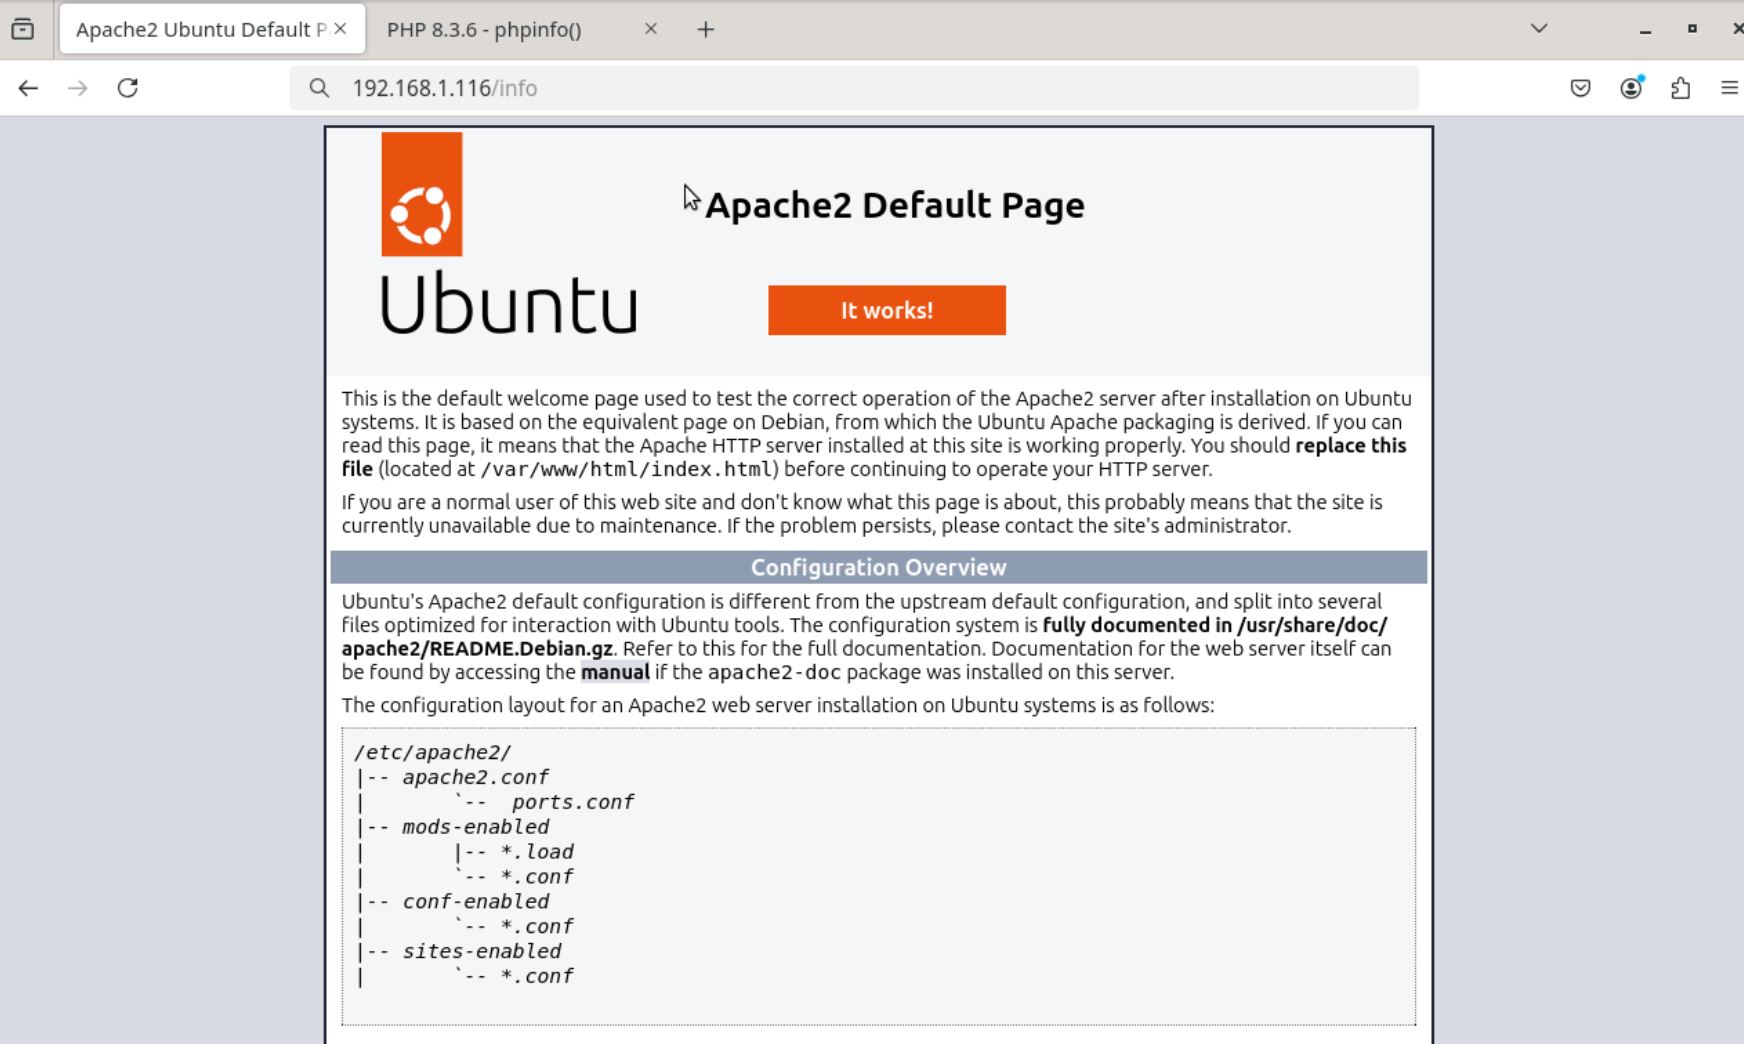 Apache2 Ubuntu Default P
PHP 8.3.6 - phpinfo()
192.168.1.116/info
Apache2 Default Page
Ubuntu
It works!
This is the default welcome page used to test the correct operation of the Apache2 server after installation on Ubuntu
systems. It is based on the equivalent page on Debian, from which the Ubuntu Apache packaging is derived. If you can
read this page, it means that the Apache HTTP server installed at this site is working properly. You should replace this
file (located at /var/www/html/index.html) before continuing to operate your HTTP server.
If you are a normal user of this web site and don't know what this page is about, this probably means that the site is
currently unavailable due to maintenance. If the problem persists, please contact the site's administrator.
Configuration Overview
Ubuntu's Apache2 default configuration is different from the upstream default configuration, and split into several
files optimized for interaction with Ubuntu tools. The configuration system is fully documented in /usr/share/doc/
apache2/README.Debian.gz. Refer to this for the full documentation. Documentation for the web server itself can
be found by accessing the manual if the apache2-doc package was installed on this server.
The configuration layout for an Apache2 web server installation on Ubuntu systems is as follows:
/etc/apache2/
|-- apache2.conf
|       `--  ports.conf
|-- mods-enabled
|       |-- *.load
|       `-- *.conf
|-- conf-enabled
|       `-- *.conf
|-- sites-enabled
|       `-- *.conf